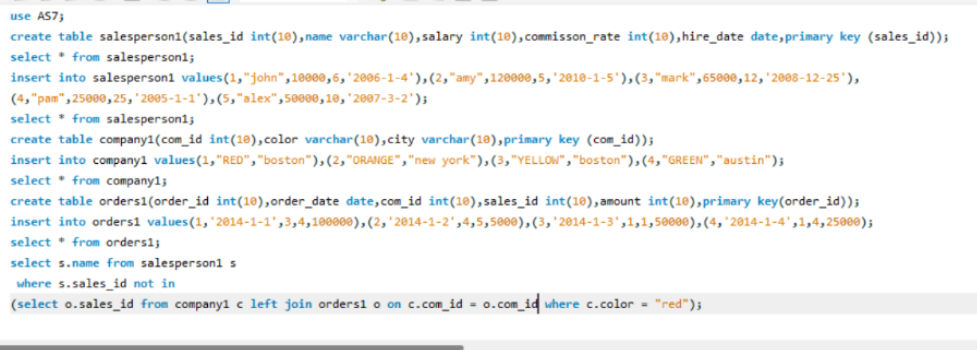 use AS7;
create table salesperson1(sales_id int(10),name varchar(10),salary int(10),commisson_rate int(10),hire_date date,primary key (sales_id));
select * from salesperson1;
insert into salesperson1 values(1,"john",10000,6,'2006-1-4'),(2,"amy",120000,5,'2010-1-5'),(3,"mark",65000,12,'2008-12-25'),
(4,"pam",25000,25,'2005-1-1'),(5,"alex",50000,10,'2007-3-2');
select * from salesperson1;
create table company1(com_id int(10),color varchar(10),city varchar(10),primary key (com_id));
insert into company1 values(1,"RED","boston"),(2,"ORANGE","new york"),(3,"YELLOW","boston"),(4,"GREEN","austin");
select * from company1;
create table orders1(order_id int(10),order_date date,com_id int(10),sales_id int(10),amount int(10),primary key(order_id));
insert into orders1 values(1,'2014-1-1',3,4,100000),(2,'2014-1-2',4,5,5000),(3,'2014-1-3',1,1,50000),(4,'2014-1-4',1,4,25000);
select * from orders1;
select s.name from salesperson1 s
where s.sales_id not in
(select o.sales_id from company1 c left join orders1 o on c.com_id = o.com_id where c.color = "red");